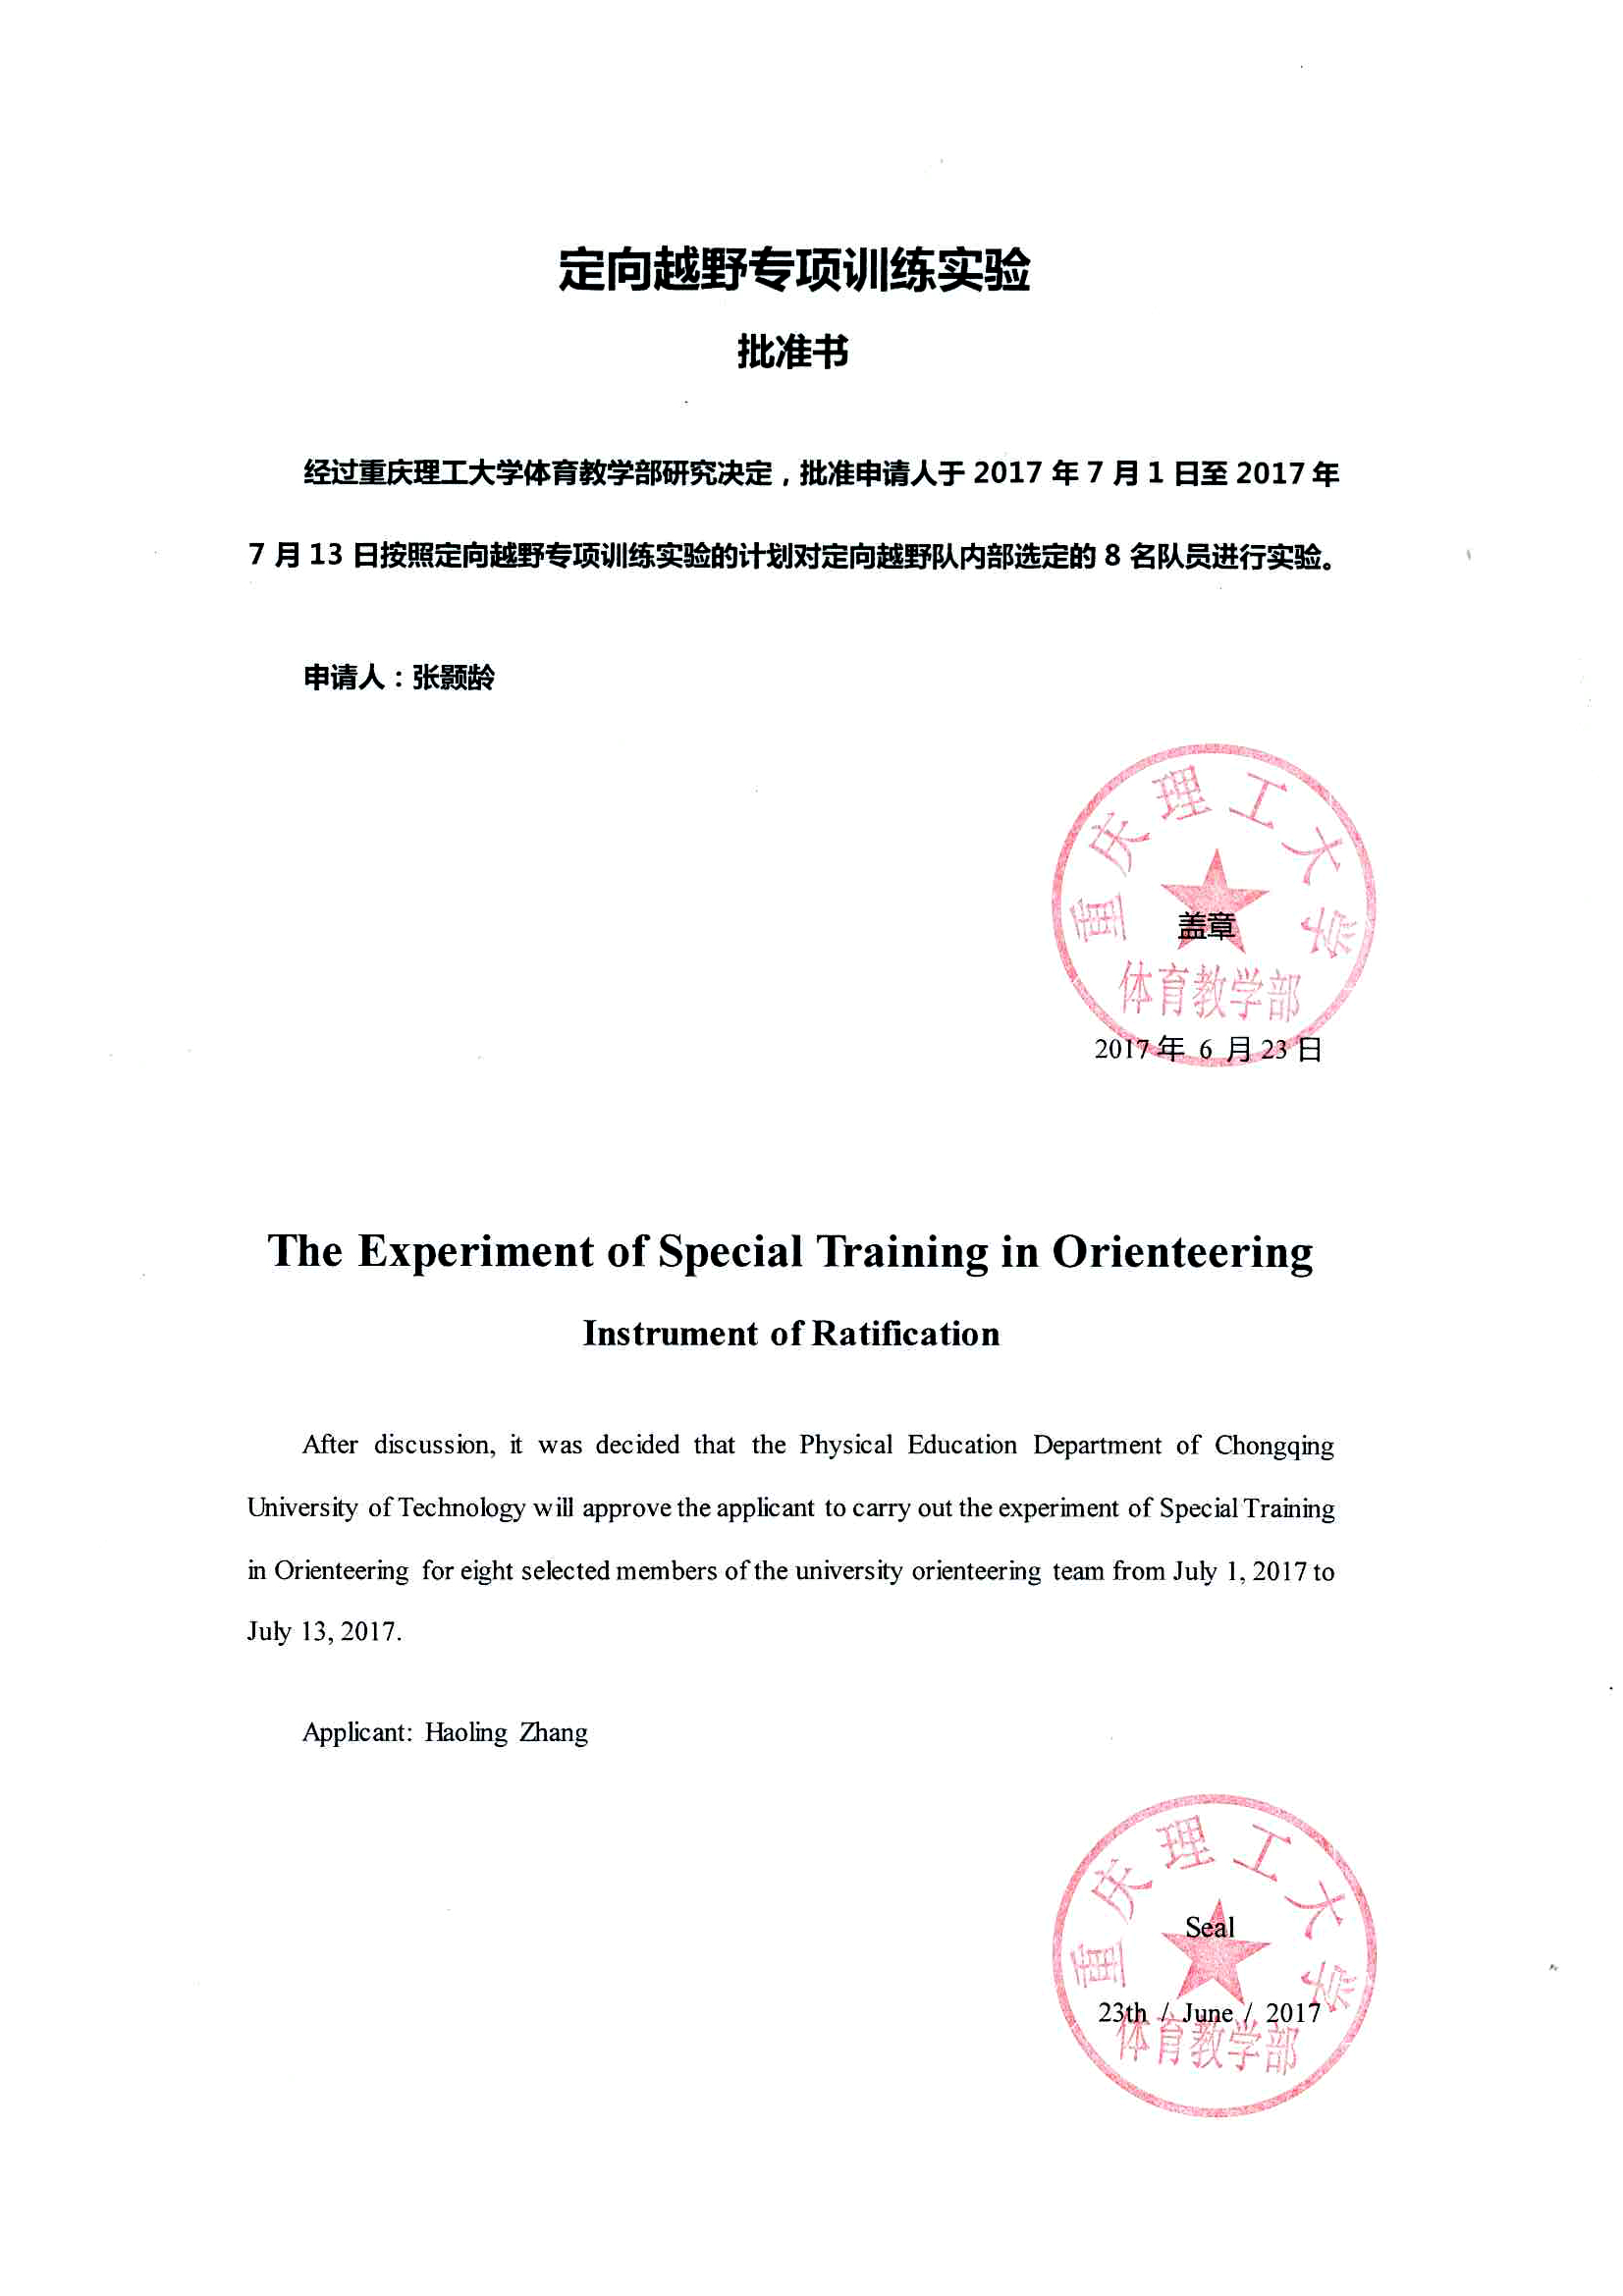 定向越野专项训练实验
批准书
经过重庆理工大学体育教学部研究决定，批准申请人于 2017 年 7 月 1 日至 2017 年
7 月 13 日按照定向越野专项训练实验的计划对定向越野队内部选定的 8 名队员进行实验。
申请人：张颢龄
重庆理工大学
盖章
体育教学部
2017 年 6 月 23 日
The Experiment of Special Training in Orienteering
Instrument of Ratification
After discussion, it was decided that the Physical Education Department of Chongqing
University of Technology will approve the applicant to carry out the experiment of Special Training
in Orienteering for eight selected members of the university orienteering team from July 1, 2017 to
July 13, 2017.
Applicant: Haoling Zhang
重庆理工大学
Seal
23th / June / 2017
体育教学部